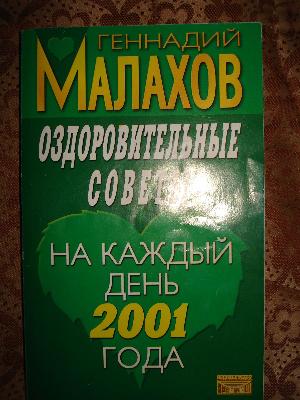 ГЕННАДИЙ
МАЛАХОВ
ОЗДОРОВИТЕЛЬНЫЕ
СОВЕТЫ
НА КАЖДЫЙ
ДЕНЬ
2001
ГОДА